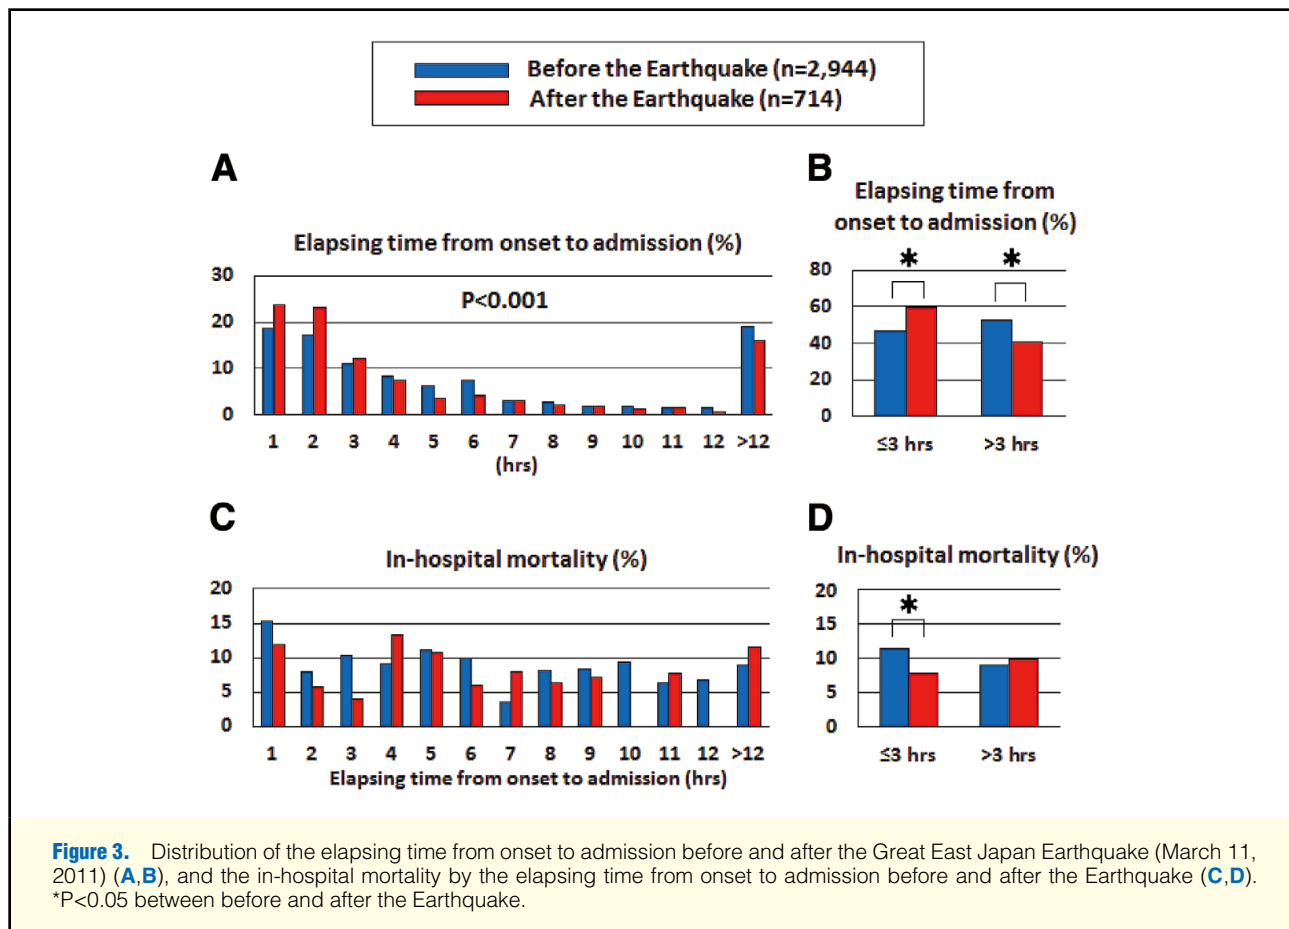 Before the Earthquake (n=2,944)
After the Earthquake (n=714)
A
Elapsing time from onset to admission (%)
30
20
10
0
P<0.001
1 2 3 4 5 6 7 8 9 10 11 12 >12
(hrs)
B
Elapsing time from
onset to admission (%)
80
60
40
20
0
* *
≤3 hrs >3 hrs
C
In-hospital mortality (%)
20
15
10
5
0
1 2 3 4 5 6 7 8 9 10 11 12 >12
Elapsing time from onset to admission (hrs)
D
In-hospital mortality (%)
20
15
10
5
0
*
≤3 hrs >3 hrs
Figure 3. Distribution of the elapsing time from onset to admission before and after the Great East Japan Earthquake (March 11,
2011) (A,B), and the in-hospital mortality by the elapsing time from onset to admission before and after the Earthquake (C,D).
*P<0.05 between before and after the Earthquake.